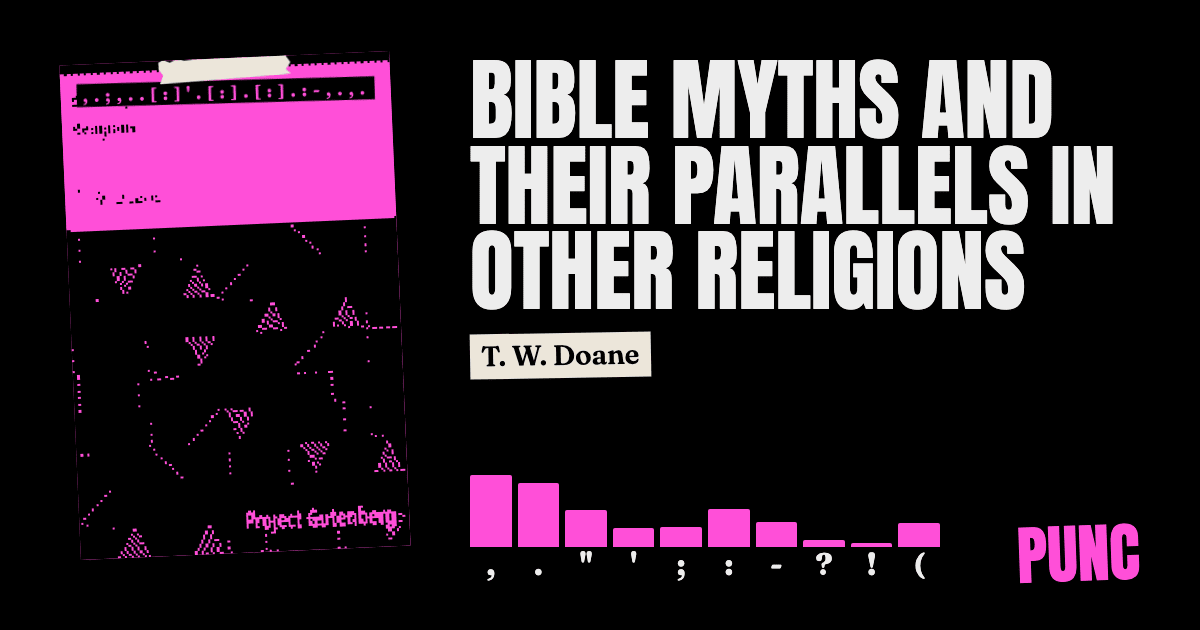 ,.:;,..[:]'.[:].[:].:-,.,.
Project Gutenberg
BIBLE MYTHS AND
THEIR PARALLELS IN
OTHER RELIGIONS
T. W. Doane
, . " ' ; : - ? ! (
PUNC